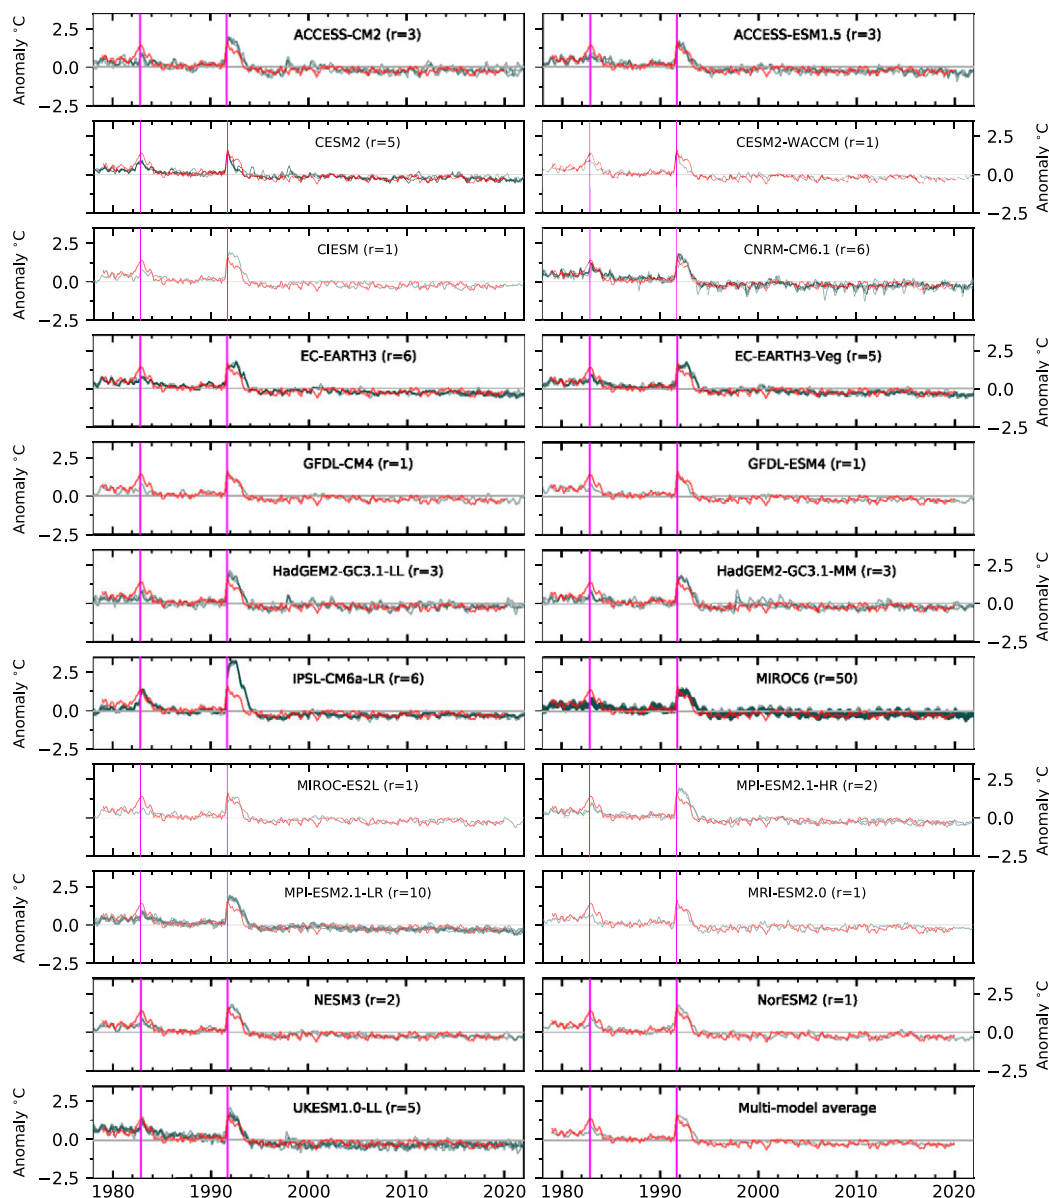 Anomaly °C
2.5
0.0
−2.5
ACCESS-CM2 (r=3)
ACCESS-ESM1.5 (r=3)
CESM2 (r=5)
CESM2-WACCM (r=1)
2.5
0.0
−2.5
Anomaly °C
Anomaly °C
2.5
0.0
−2.5
CIESM (r=1)
CNRM-CM6.1 (r=6)
EC-EARTH3 (r=6)
EC-EARTH3-Veg (r=5)
2.5
0.0
−2.5
Anomaly °C
Anomaly °C
2.5
0.0
−2.5
GFDL-CM4 (r=1)
GFDL-ESM4 (r=1)
HadGEM2-GC3.1-LL (r=3)
HadGEM2-GC3.1-MM (r=3)
2.5
0.0
−2.5
Anomaly °C
Anomaly °C
2.5
0.0
−2.5
IPSL-CM6a-LR (r=6)
MIROC6 (r=50)
MIROC-ES2L (r=1)
MPI-ESM2.1-HR (r=2)
2.5
0.0
−2.5
Anomaly °C
Anomaly °C
2.5
0.0
−2.5
MPI-ESM2.1-LR (r=10)
MRI-ESM2.0 (r=1)
NESM3 (r=2)
NorESM2 (r=1)
2.5
0.0
−2.5
Anomaly °C
Anomaly °C
2.5
0.0
−2.5
UKESM1.0-LL (r=5)
Multi-model average
1980 1990 2000 2010 2020
1980 1990 2000 2010 2020